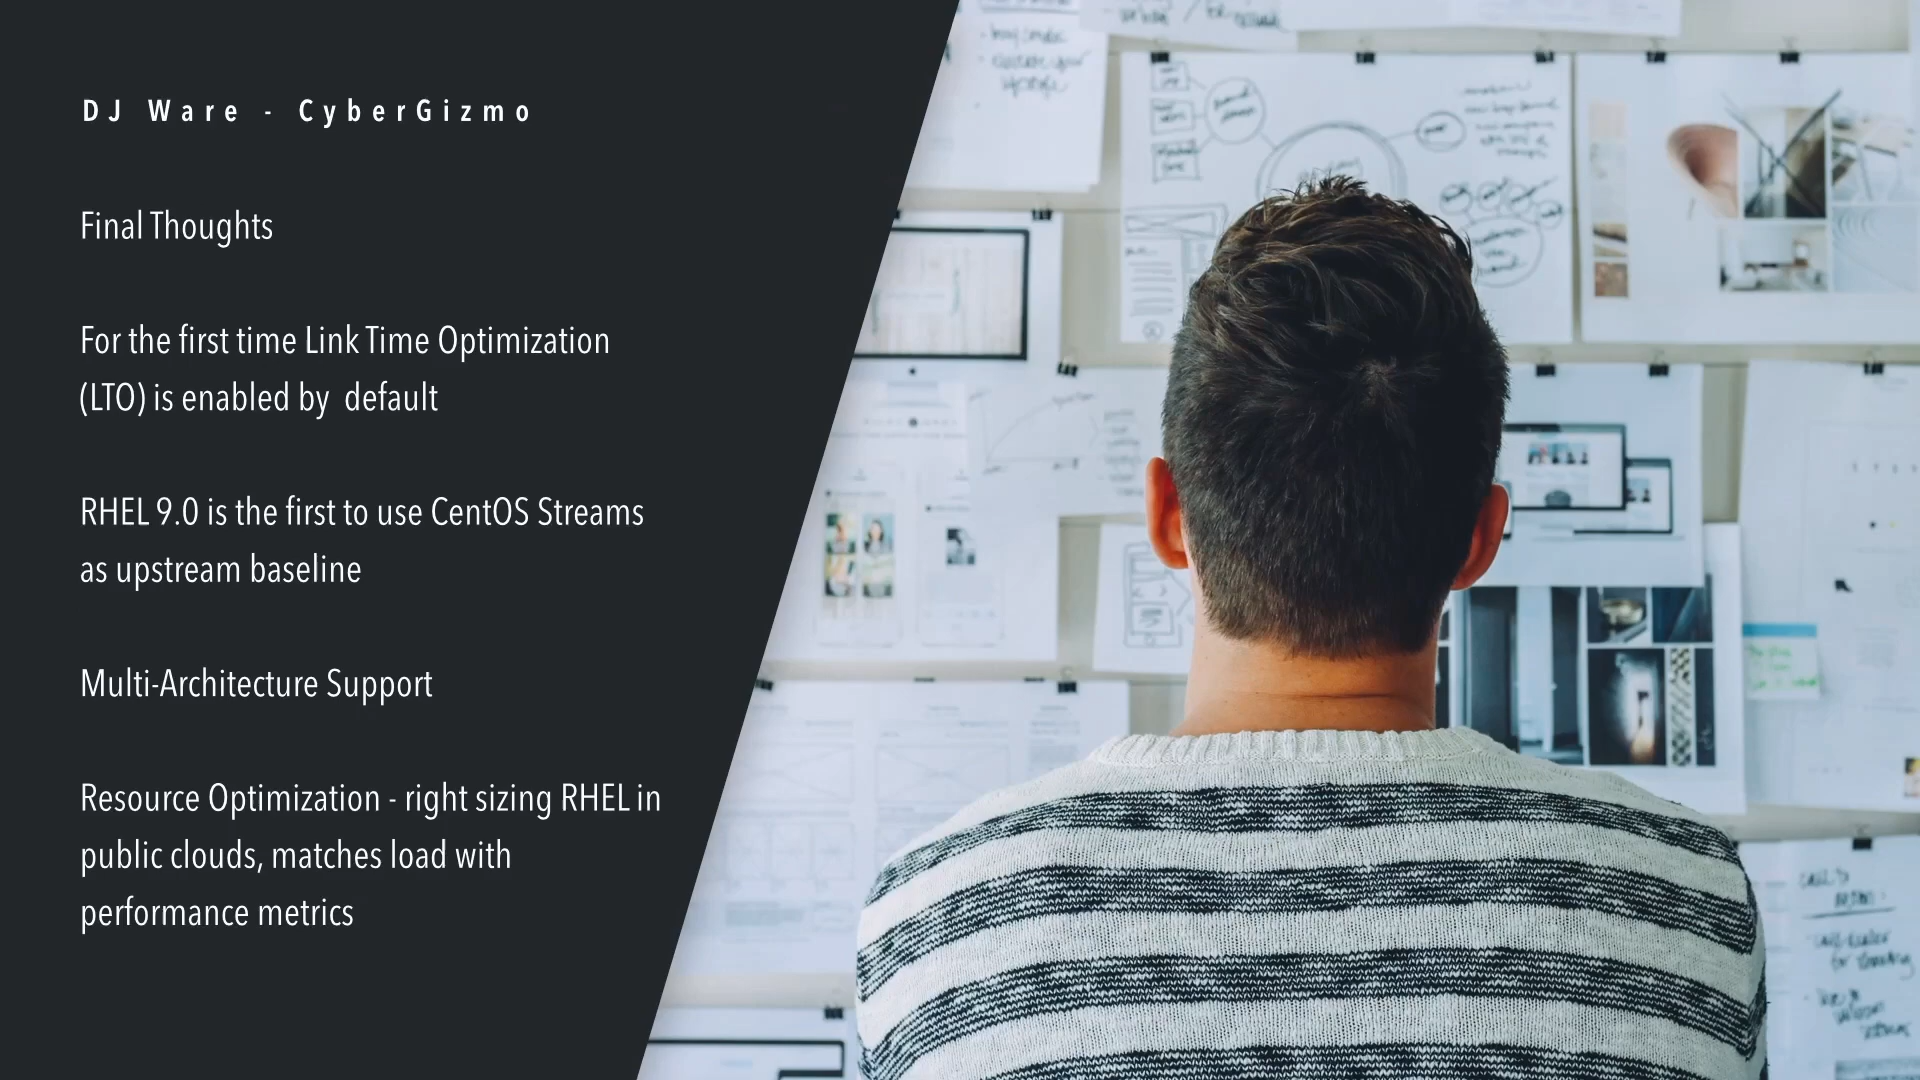 DJ Ware - CyberGizmo
Final Thoughts
For the first time Link Time Optimization
(LTO) is enabled by  default
RHEL 9.0 is the first to use CentOS Streams
as upstream baseline
Multi-Architecture Support
Resource Optimization - right sizing RHEL in
public clouds, matches load with
performance metrics